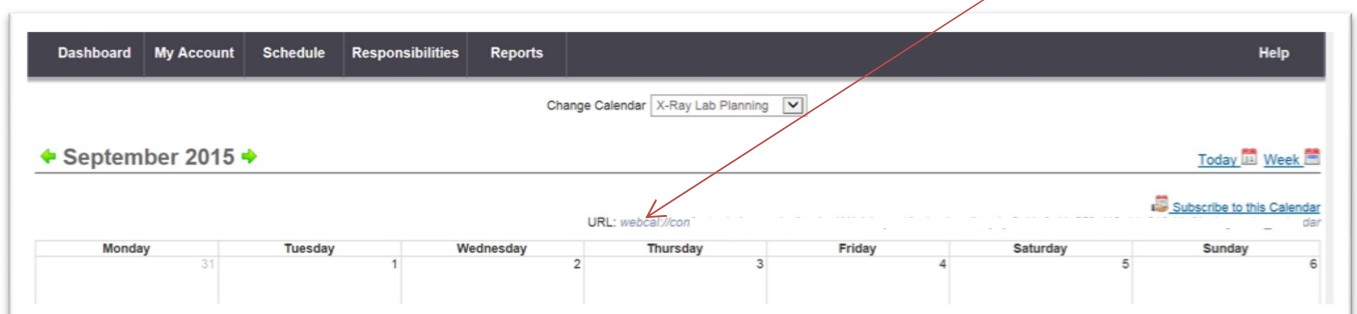 Dashboard My Account Schedule Responsibilities Reports Help
Change Calendar X-Ray Lab Planning
September 2015
Today Week
Subscribe to this Calendar
URL: webcal://con dar
Monday Tuesday Wednesday Thursday Friday Saturday Sunday
31 1 2 3 4 5 6